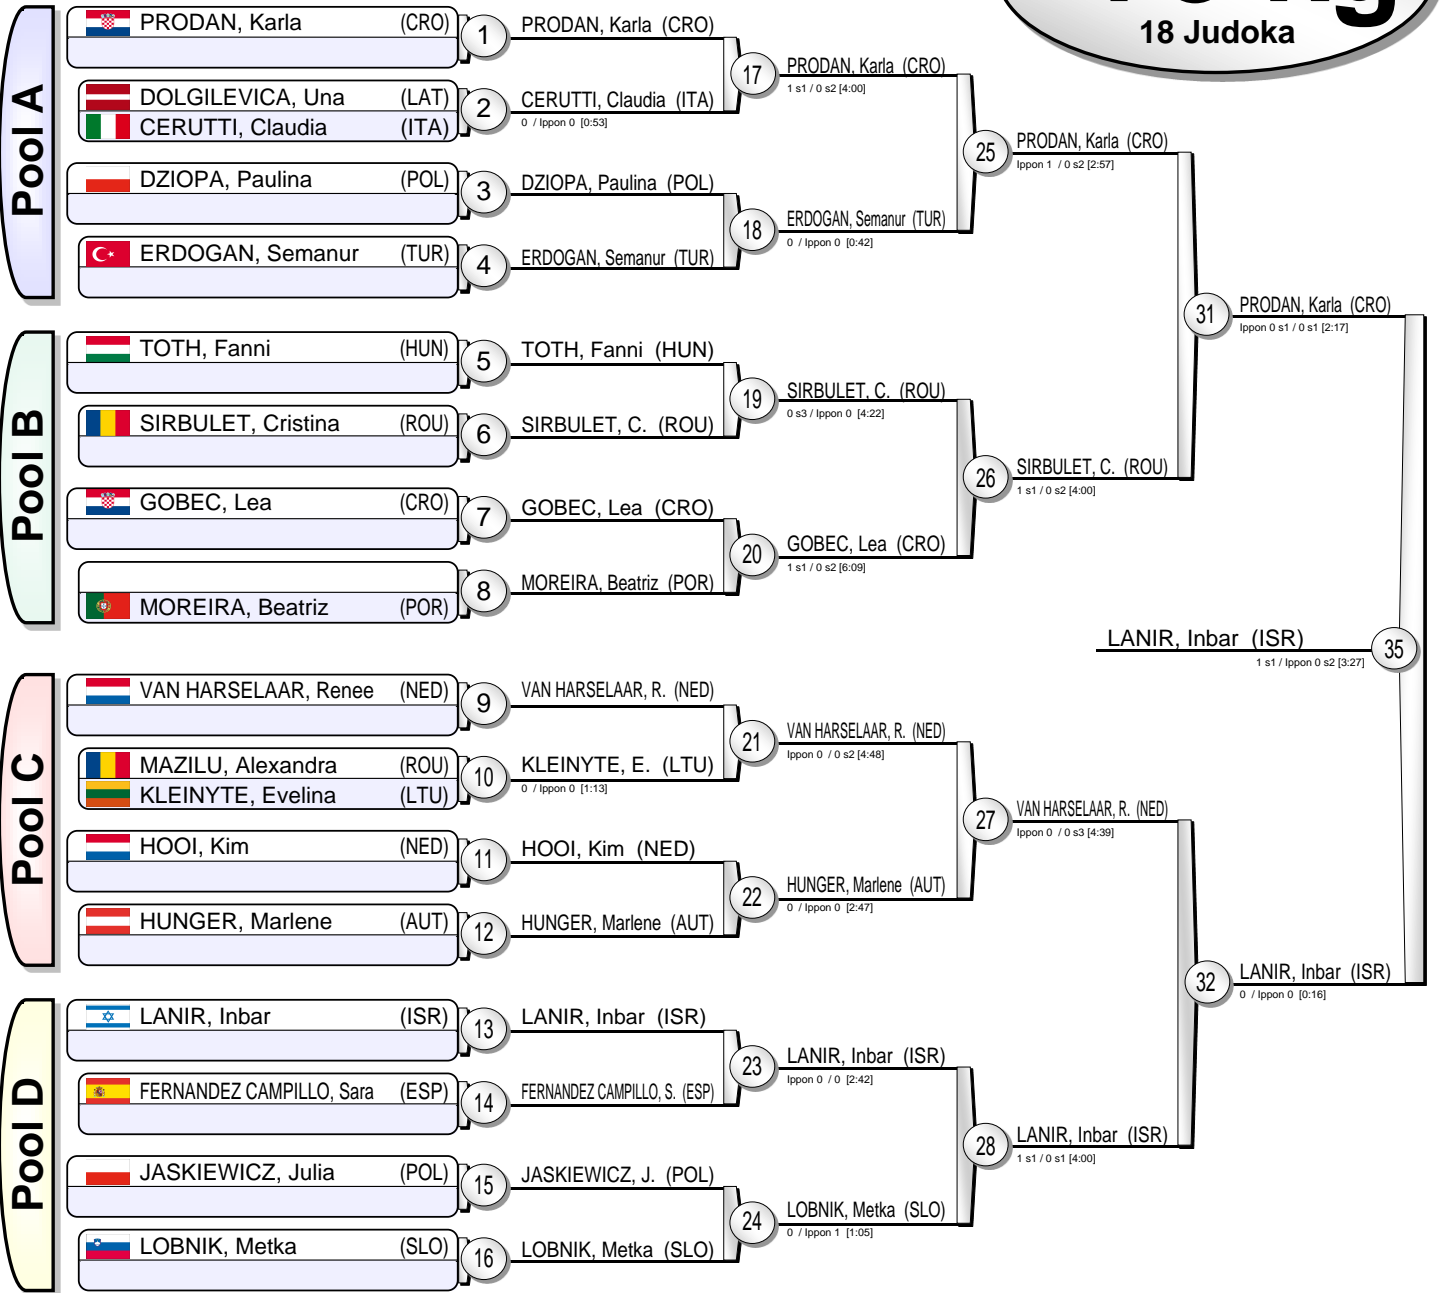 18 Judoka
Pool A
PRODAN, Karla (CRO)
DOLGILEVICA, Una (LAT)
CERUTTI, Claudia (ITA)
DZIOPA, Paulina (POL)
ERDOGAN, Semanur (TUR)
1
2
3
4
PRODAN, Karla (CRO)
CERUTTI, Claudia (ITA)
0 / Ippon 0 [0:53]
DZIOPA, Paulina (POL)
ERDOGAN, Semanur (TUR)
17
18
PRODAN, Karla (CRO)
1 s1 / 0 s2 [4:00]
ERDOGAN, Semanur (TUR)
0 / Ippon 0 [0:42]
25
PRODAN, Karla (CRO)
Ippon 1 / 0 s2 [2:57]
Pool B
TOTH, Fanni (HUN)
SIRBULET, Cristina (ROU)
GOBEC, Lea (CRO)
MOREIRA, Beatriz (POR)
5
6
7
8
TOTH, Fanni (HUN)
SIRBULET, C. (ROU)
GOBEC, Lea (CRO)
MOREIRA, Beatriz (POR)
19
20
SIRBULET, C. (ROU)
0 s3 / Ippon 0 [4:22]
GOBEC, Lea (CRO)
1 s1 / 0 s2 [6:09]
26
SIRBULET, C. (ROU)
1 s1 / 0 s2 [4:00]
31
PRODAN, Karla (CRO)
Ippon 0 s1 / 0 s1 [2:17]
LANIR, Inbar (ISR)
1 s1 / Ippon 0 s2 [3:27]
35
Pool C
VAN HARSELAAR, Renee (NED)
MAZILU, Alexandra (ROU)
KLEINYTE, Evelina (LTU)
HOOI, Kim (NED)
HUNGER, Marlene (AUT)
9
10
11
12
VAN HARSELAAR, R. (NED)
KLEINYTE, E. (LTU)
0 / Ippon 0 [1:13]
HOOI, Kim (NED)
HUNGER, Marlene (AUT)
21
22
VAN HARSELAAR, R. (NED)
Ippon 0 / 0 s2 [4:48]
HUNGER, Marlene (AUT)
0 / Ippon 0 [2:47]
27
VAN HARSELAAR, R. (NED)
Ippon 0 / 0 s3 [4:39]
Pool D
LANIR, Inbar (ISR)
FERNANDEZ CAMPILLO, Sara (ESP)
JASKIEWICZ, Julia (POL)
LOBNIK, Metka (SLO)
13
14
15
16
LANIR, Inbar (ISR)
FERNANDEZ CAMPILLO, S. (ESP)
JASKIEWICZ, J. (POL)
LOBNIK, Metka (SLO)
23
24
LANIR, Inbar (ISR)
Ippon 0 / 0 [2:42]
LOBNIK, Metka (SLO)
0 / Ippon 1 [1:05]
28
LANIR, Inbar (ISR)
1 s1 / 0 s1 [4:00]
32
LANIR, Inbar (ISR)
0 / Ippon 0 [0:16]